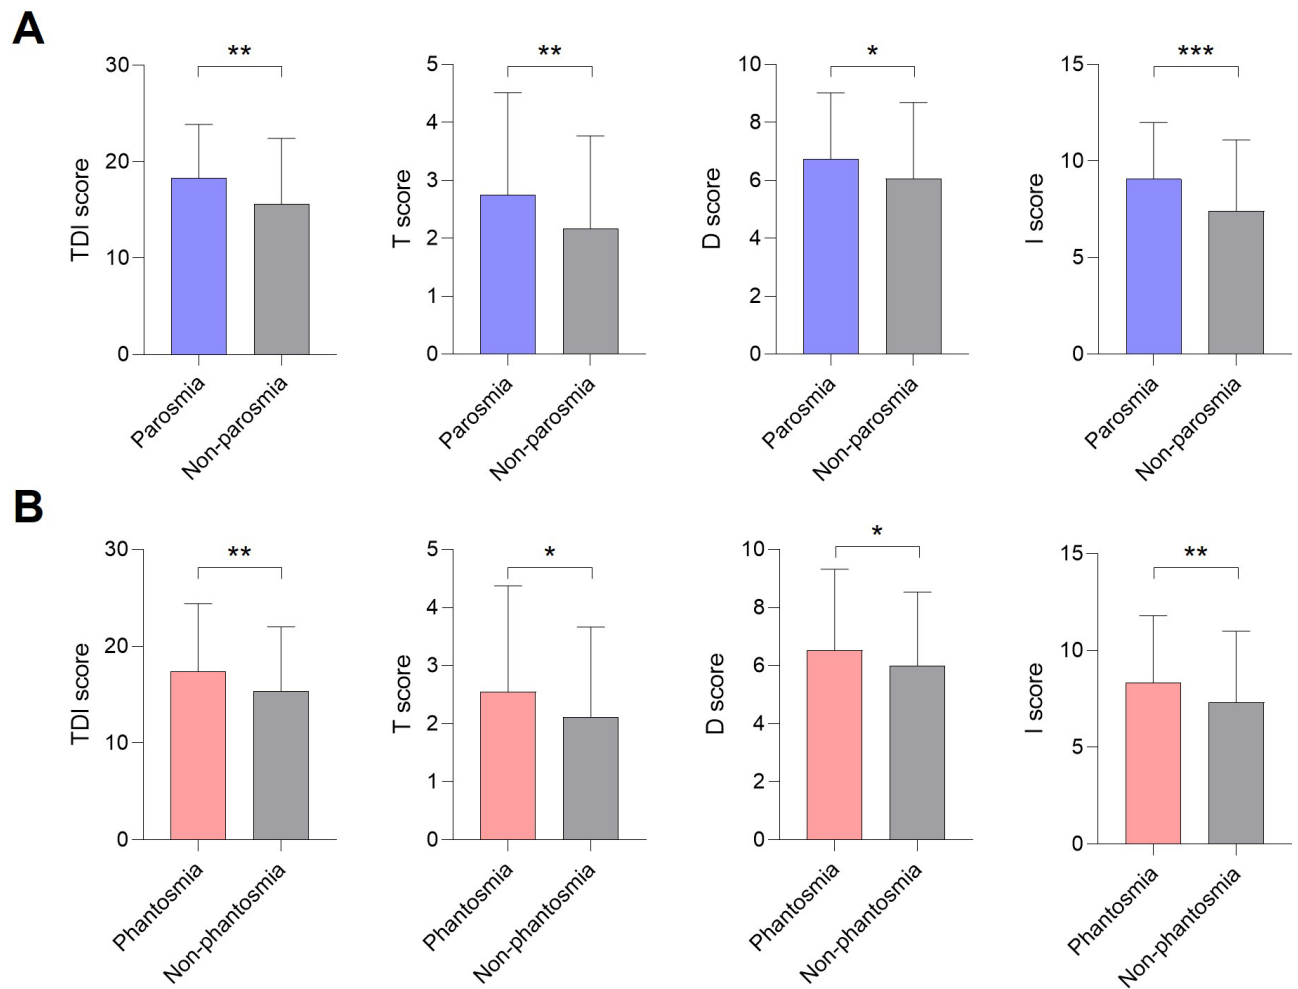 A
TDI score
30
20
10
0
**
Parosmia
Non-parosmia
T score
5
4
3
2
1
0
**
Parosmia
Non-parosmia
D score
10
8
6
4
2
0
*
Parosmia
Non-parosmia
I score
15
10
5
0
***
Parosmia
Non-parosmia
B
TDI score
30
20
10
0
**
Phantosmia
Non-phantosmia
T score
5
4
3
2
1
0
*
Phantosmia
Non-phantosmia
D score
10
8
6
4
2
0
*
Phantosmia
Non-phantosmia
I score
15
10
5
0
**
Phantosmia
Non-phantosmia